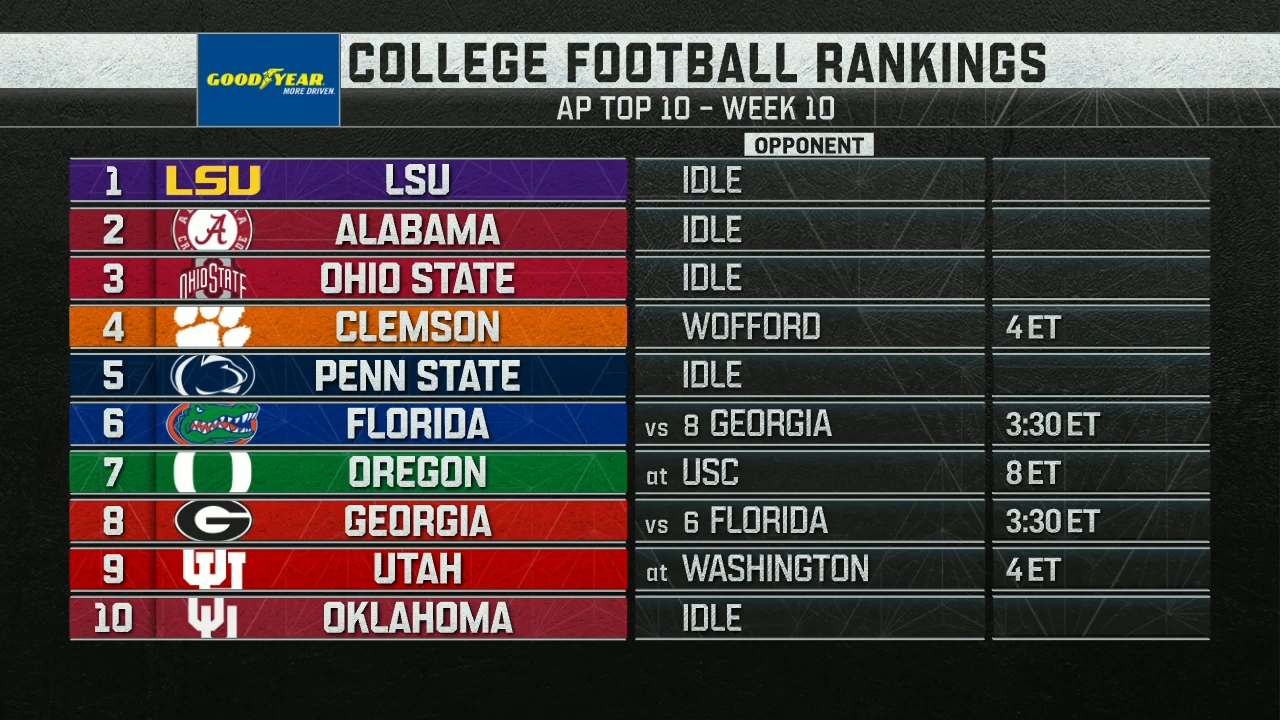 GOODYEAR
MORE DRIVEN.
COLLEGE FOOTBALL RANKINGS
AP TOP 10 – WEEK 10
OPPONENT
1 LSU LSU IDLE
2 A ALABAMA IDLE
3 OHIO STATE OHIO STATE IDLE
4 CLEMSON WOFFORD 4 ET
5 PENN STATE IDLE
6 FLORIDA vs 8 GEORGIA 3:30 ET
7 O OREGON at USC 8 ET
8 G GEORGIA vs 6 FLORIDA 3:30 ET
9 UTAH at WASHINGTON 4 ET
10 OKLAHOMA IDLE